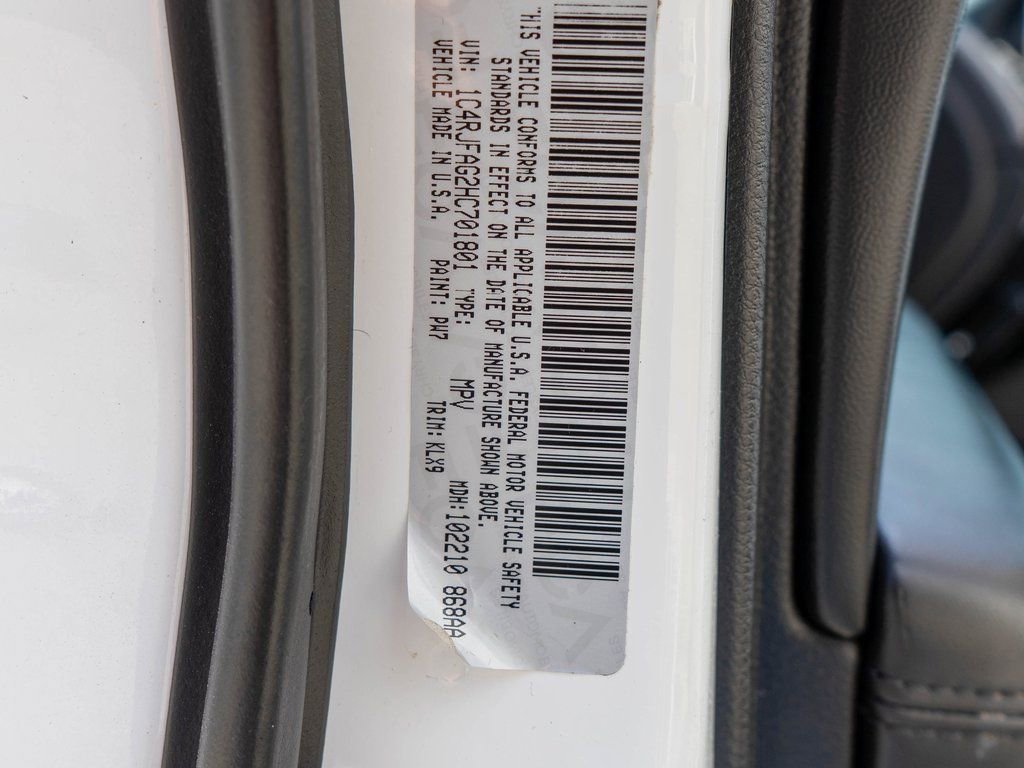 THIS VEHICLE CONFORMS TO ALL APPLICABLE U.S.A. FEDERAL MOTOR VEHICLE SAFETY
STANDARDS IN EFFECT ON THE DATE OF MANUFACTURE SHOWN ABOVE.
VIN: 1C4RJFAG2HC701801 TYPE: MPV MDH:102210 868AA
VEHICLE MADE IN U.S.A. PAINT: PW7 TRIM: KLX9